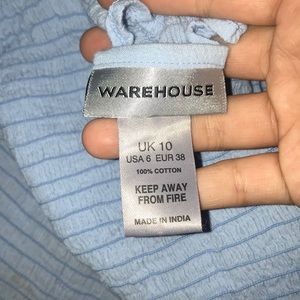 WAREHOUSE
UK 10
USA 6 EUR 38
100% COTTON
KEEP AWAY
FROM FIRE
MADE IN INDIA